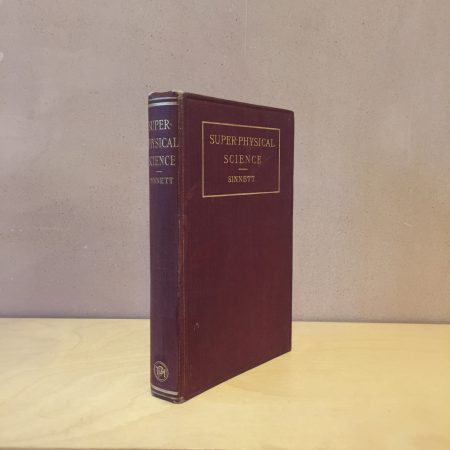 SUPER-
PHYSICAL
SCIENCE
SINNETT
SUPER-PHYSICAL
SCIENCE
SINNETT